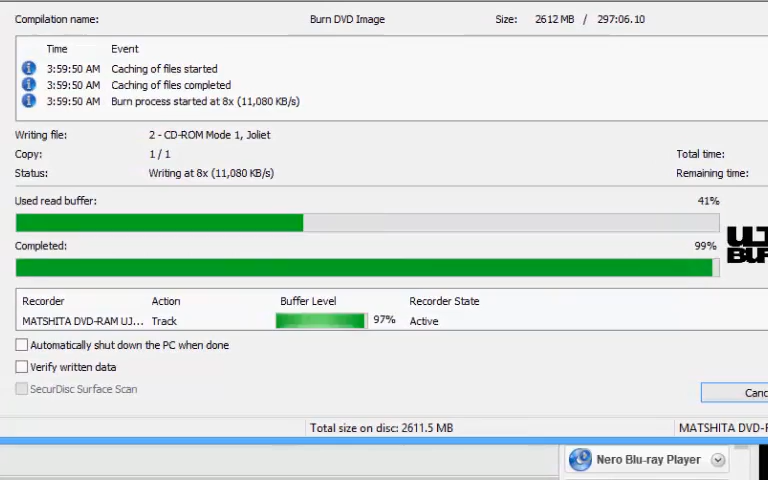 Compilation name: Burn DVD Image Size: 2612 MB / 297:06.10
Time Event
3:59:50 AM Caching of files started
3:59:50 AM Caching of files completed
3:59:50 AM Burn process started at 8x (11,080 KB/s)
Writing file: 2 - CD-ROM Mode 1, Joliet
Copy: 1 / 1 Total time:
Status: Writing at 8x (11,080 KB/s) Remaining time:
Used read buffer: 41%
Completed: 99%
Recorder Action Buffer Level Recorder State
MATSHITA DVD-RAM UJ... Track 97% Active
Automatically shut down the PC when done
Verify written data
SecurDisc Surface Scan
Canc
Total size on disc: 2611.5 MB MATSHITA DVD-R
Nero Blu-ray Player